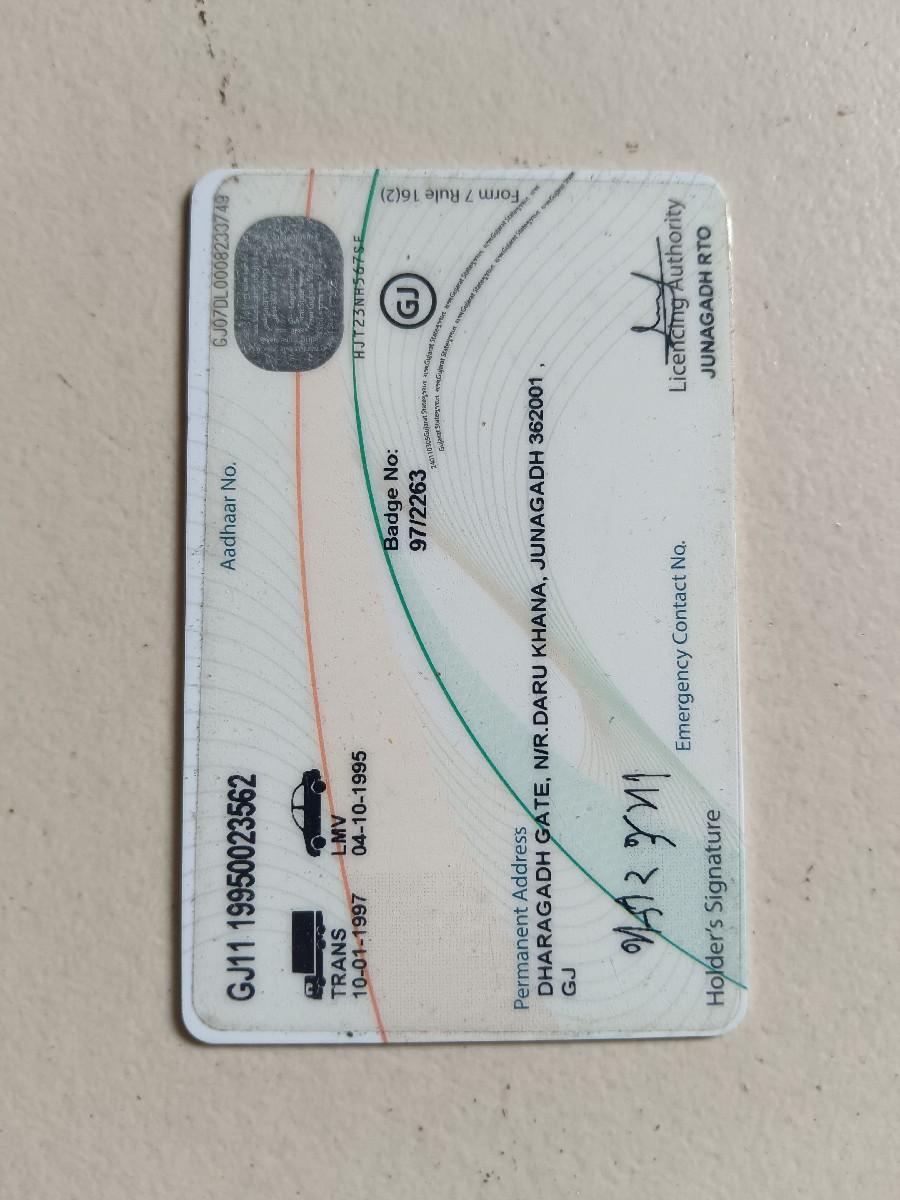 GJ11 19950023562
Aadhaar No.
GJ07DL0008233749
HJT23NH567SF
TRANS
10-01-1997
LMV
04-10-1995
Badge No:
97/2263
GJ
Form 7 Rule 16(2)
Permanent Address
DHARAGADH GATE, N/R.DARU KHANA, JUNAGADH 362001 ,
GJ
Holder's Signature
Emergency Contact No.
Licencing Authority
JUNAGADH RTO